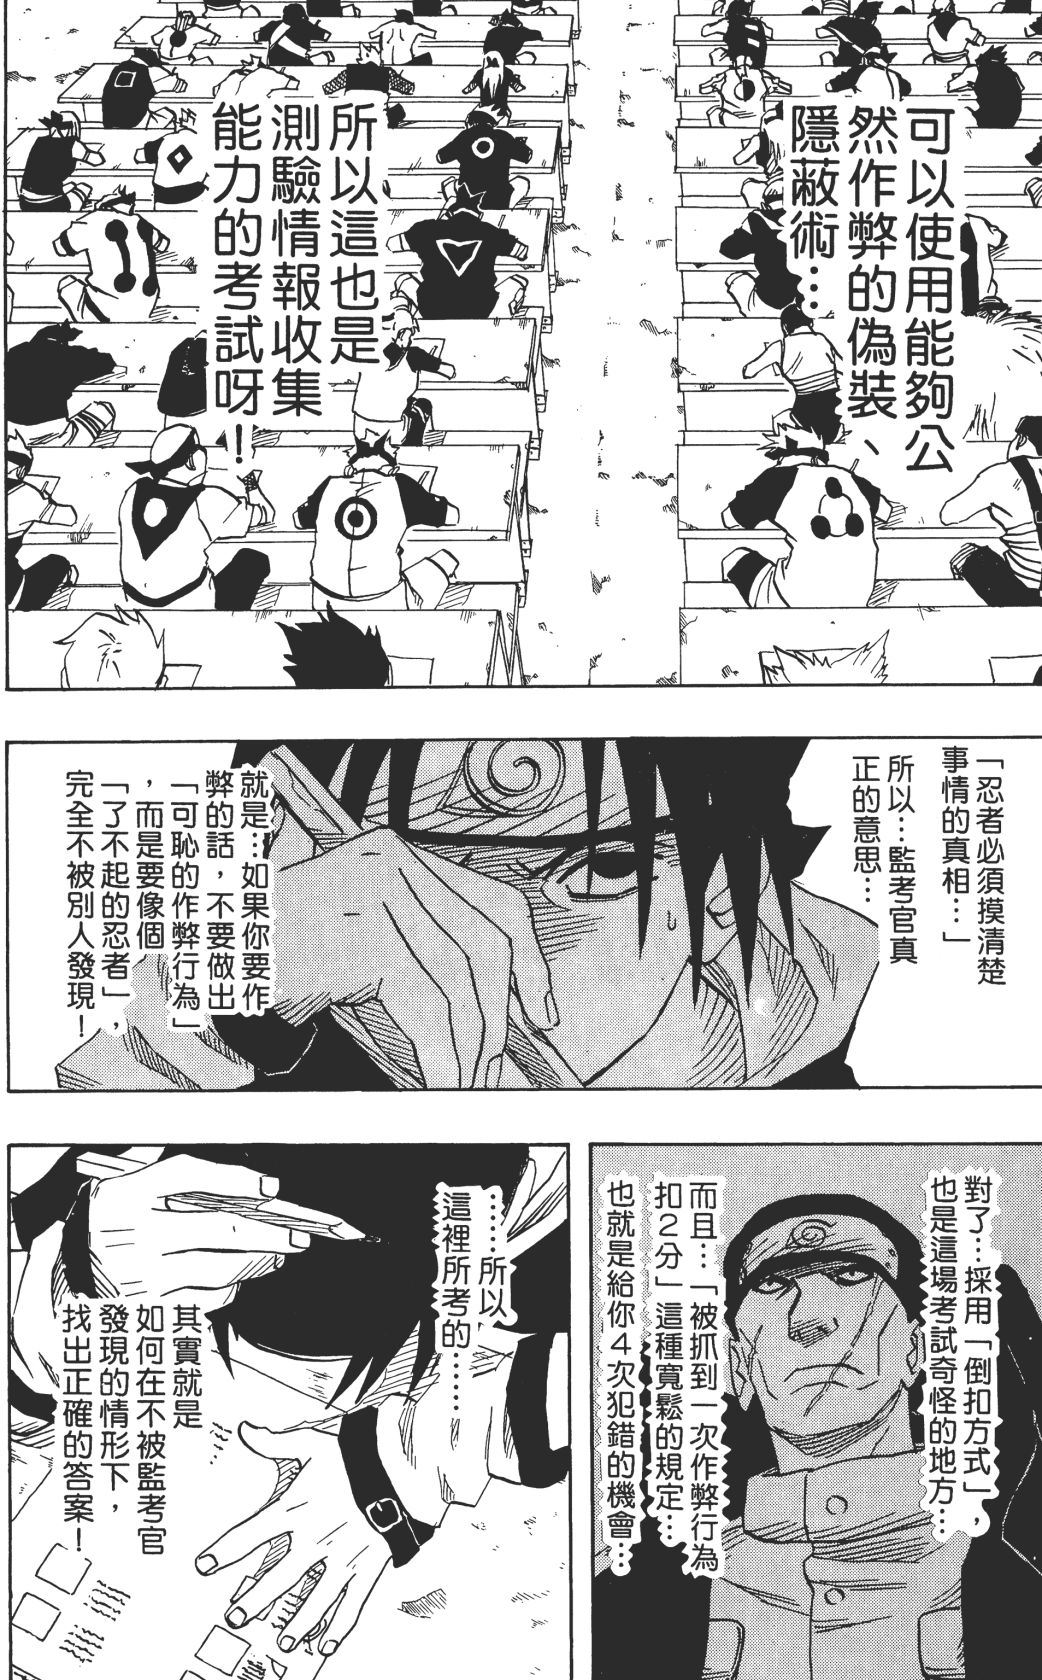 可以使用能夠公
然作弊的偽裝、
隱蔽術…
所以這也是
測驗情報收集
能力的考試呀！
「忍者必須摸清楚
事情的真相…」
所以…監考官真
正的意思…
就是…如果你要作
弊的話，不要做出
「可恥的作弊行為」
，而是要像個
「了不起的忍者」，
完全不被別人發現！
對了…採用「倒扣方式」，
也是這場考試奇怪的地方…
而且…「被抓到一次作弊行為
扣2分」這種寬鬆的規定…
也就是給你4次犯錯的機會…
……所以
這裡所考的……
其實就是
如何在不被監考官
發現的情形下，
找出正確的答案！